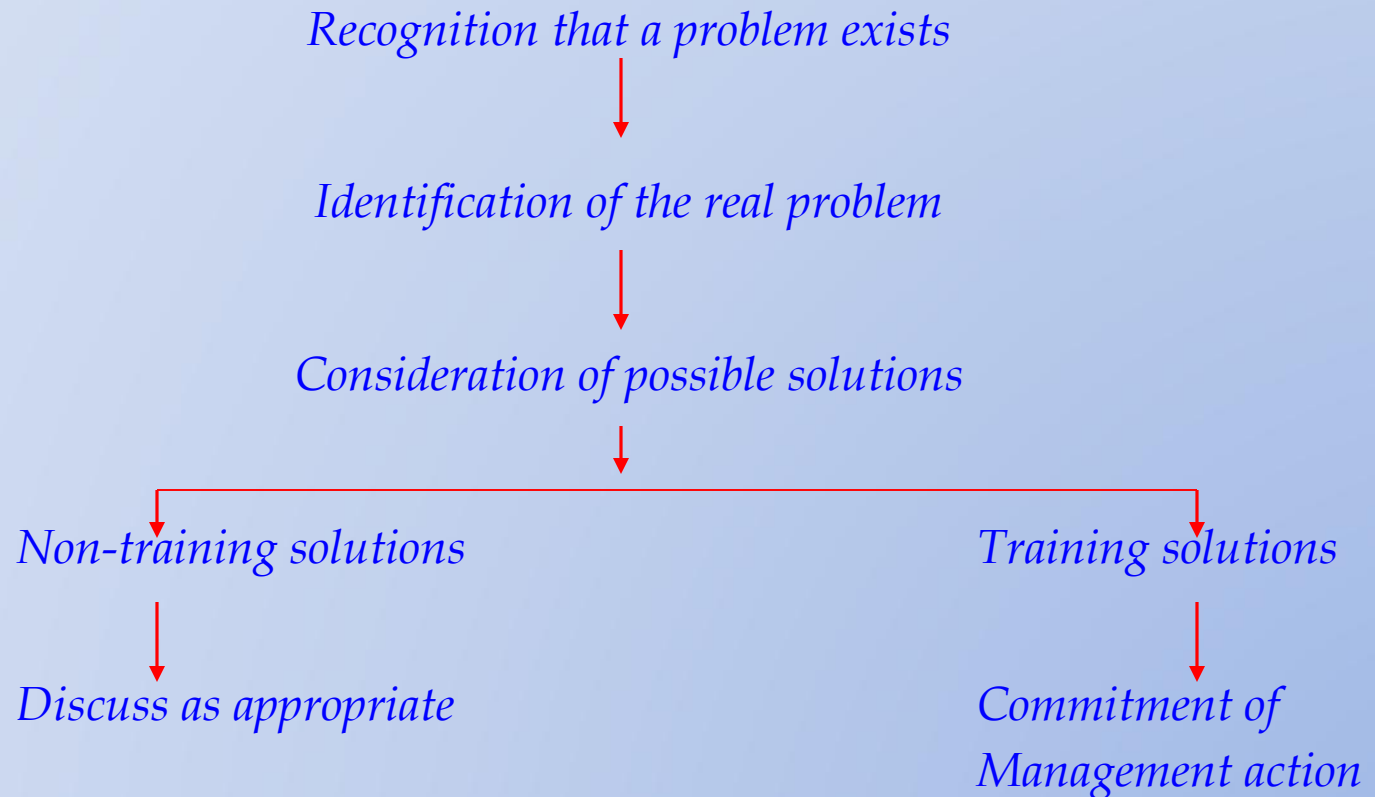 Recognition that a problem exists
Identification of the real problem
Consideration of possible solutions
Non-training solutions
Training solutions
Discuss as appropriate
Commitment of
Management action